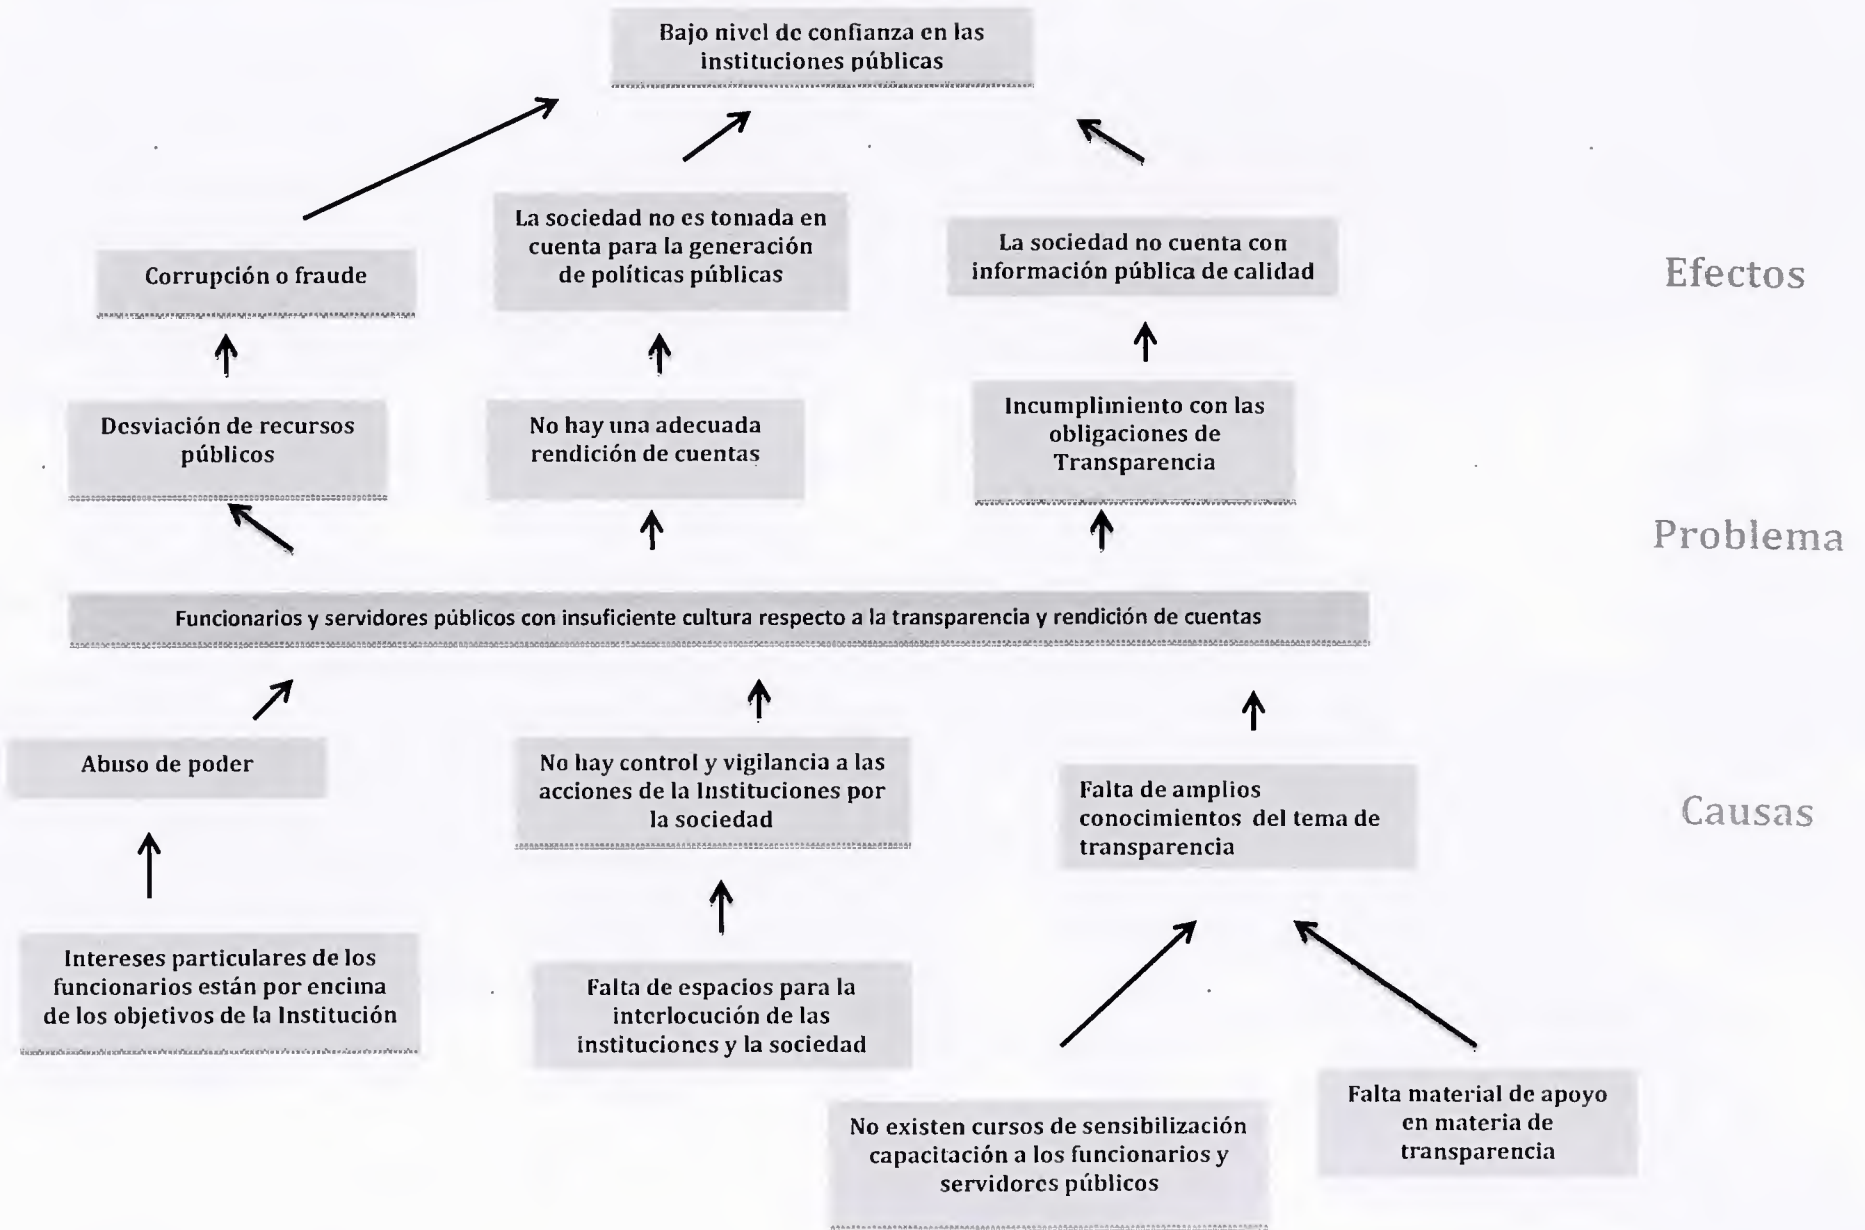 Bajo nivel de confianza en las
instituciones públicas
La sociedad no es tomada en
cuenta para la generación
de políticas públicas
La sociedad no cuenta con
información pública de calidad
Corrupción o fraude
Efectos
Desviación de recursos
públicos
No hay una adecuada
rendición de cuentas
Incumplimiento con las
obligaciones de
Transparencia
Problema
Funcionarios y servidores públicos con insuficiente cultura respecto a la transparencia y rendición de cuentas
Abuso de poder
No hay control y vigilancia a las
acciones de la Instituciones por
la sociedad
Falta de amplios
conocimientos del tema de
transparencia
Causas
Intereses particulares de los
funcionarios están por encima
de los objetivos de la Institución
Falta de espacios para la
interlocución de las
instituciones y la sociedad
No existen cursos de sensibilización
capacitación a los funcionarios y
servidores públicos
Falta material de apoyo
en materia de
transparencia